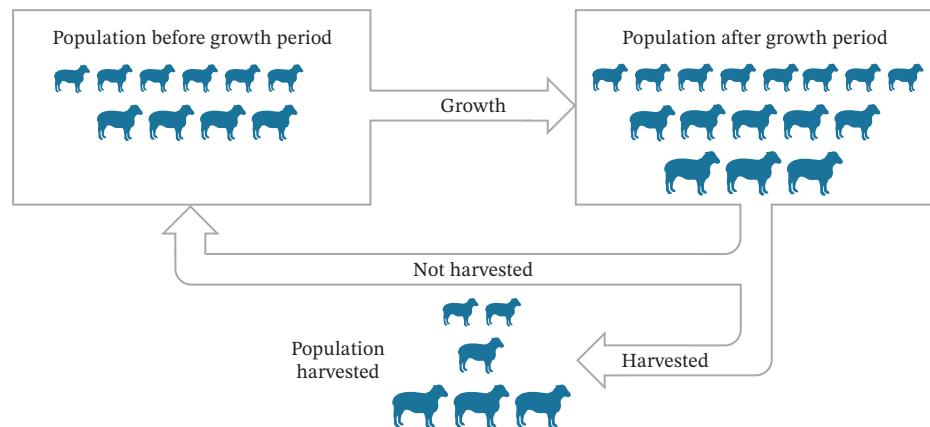 Population before growth period
Population after growth period
Growth
Not harvested
Population
harvested
Harvested